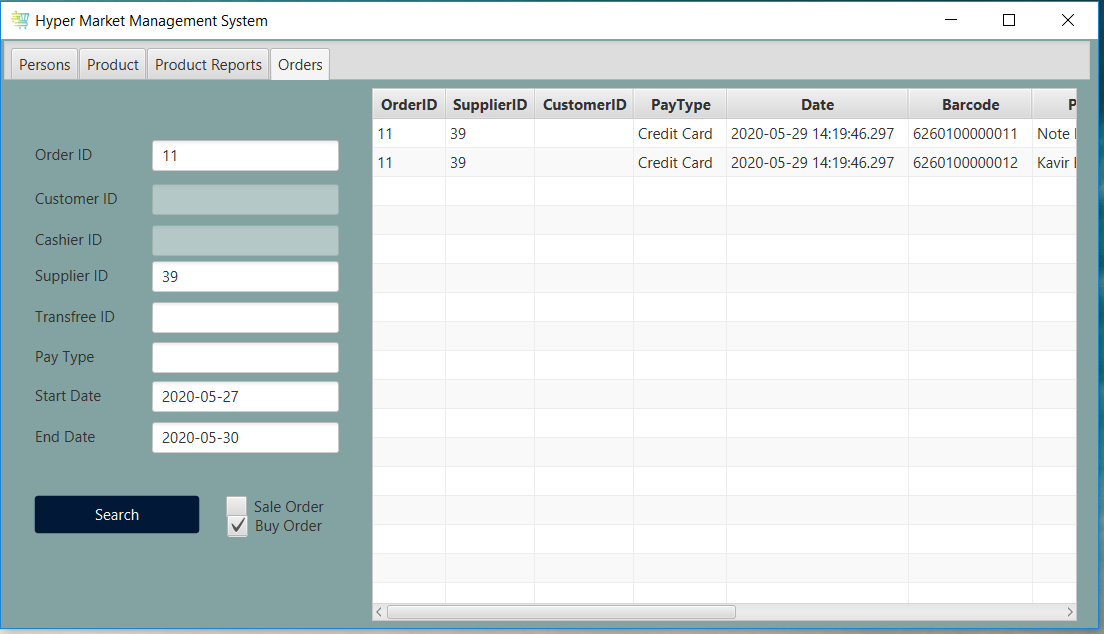 Hyper Market Management System
Persons Product Product Reports Orders
Order ID 11
Customer ID
Cashier ID
Supplier ID 39
Transfree ID
Pay Type
Start Date 2020-05-27
End Date 2020-05-30
Search
Sale Order
Buy Order
OrderID SupplierID CustomerID PayType Date Barcode P
11 39 Credit Card 2020-05-29 14:19:46.297 6260100000011 Note
11 39 Credit Card 2020-05-29 14:19:46.297 6260100000012 Kavir